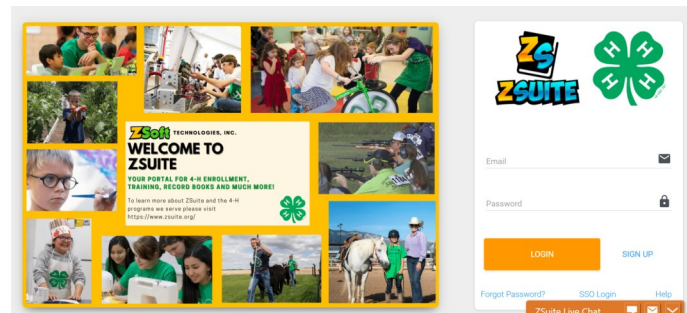 ZSoft TECHNOLOGIES, INC.
WELCOME TO
ZSUITE
YOUR PORTAL FOR 4-H ENROLLMENT,
TRAINING, RECORD BOOKS AND MUCH MORE!
To learn more about ZSuite and the 4-H
programs we serve please visit
https://www.zsuite.org/
H H H H
ZS
ZSUITE
H H H H
Email
Password
LOGIN
SIGN UP
Forgot Password?
SSO Login
Help
ZSuite Live Chat